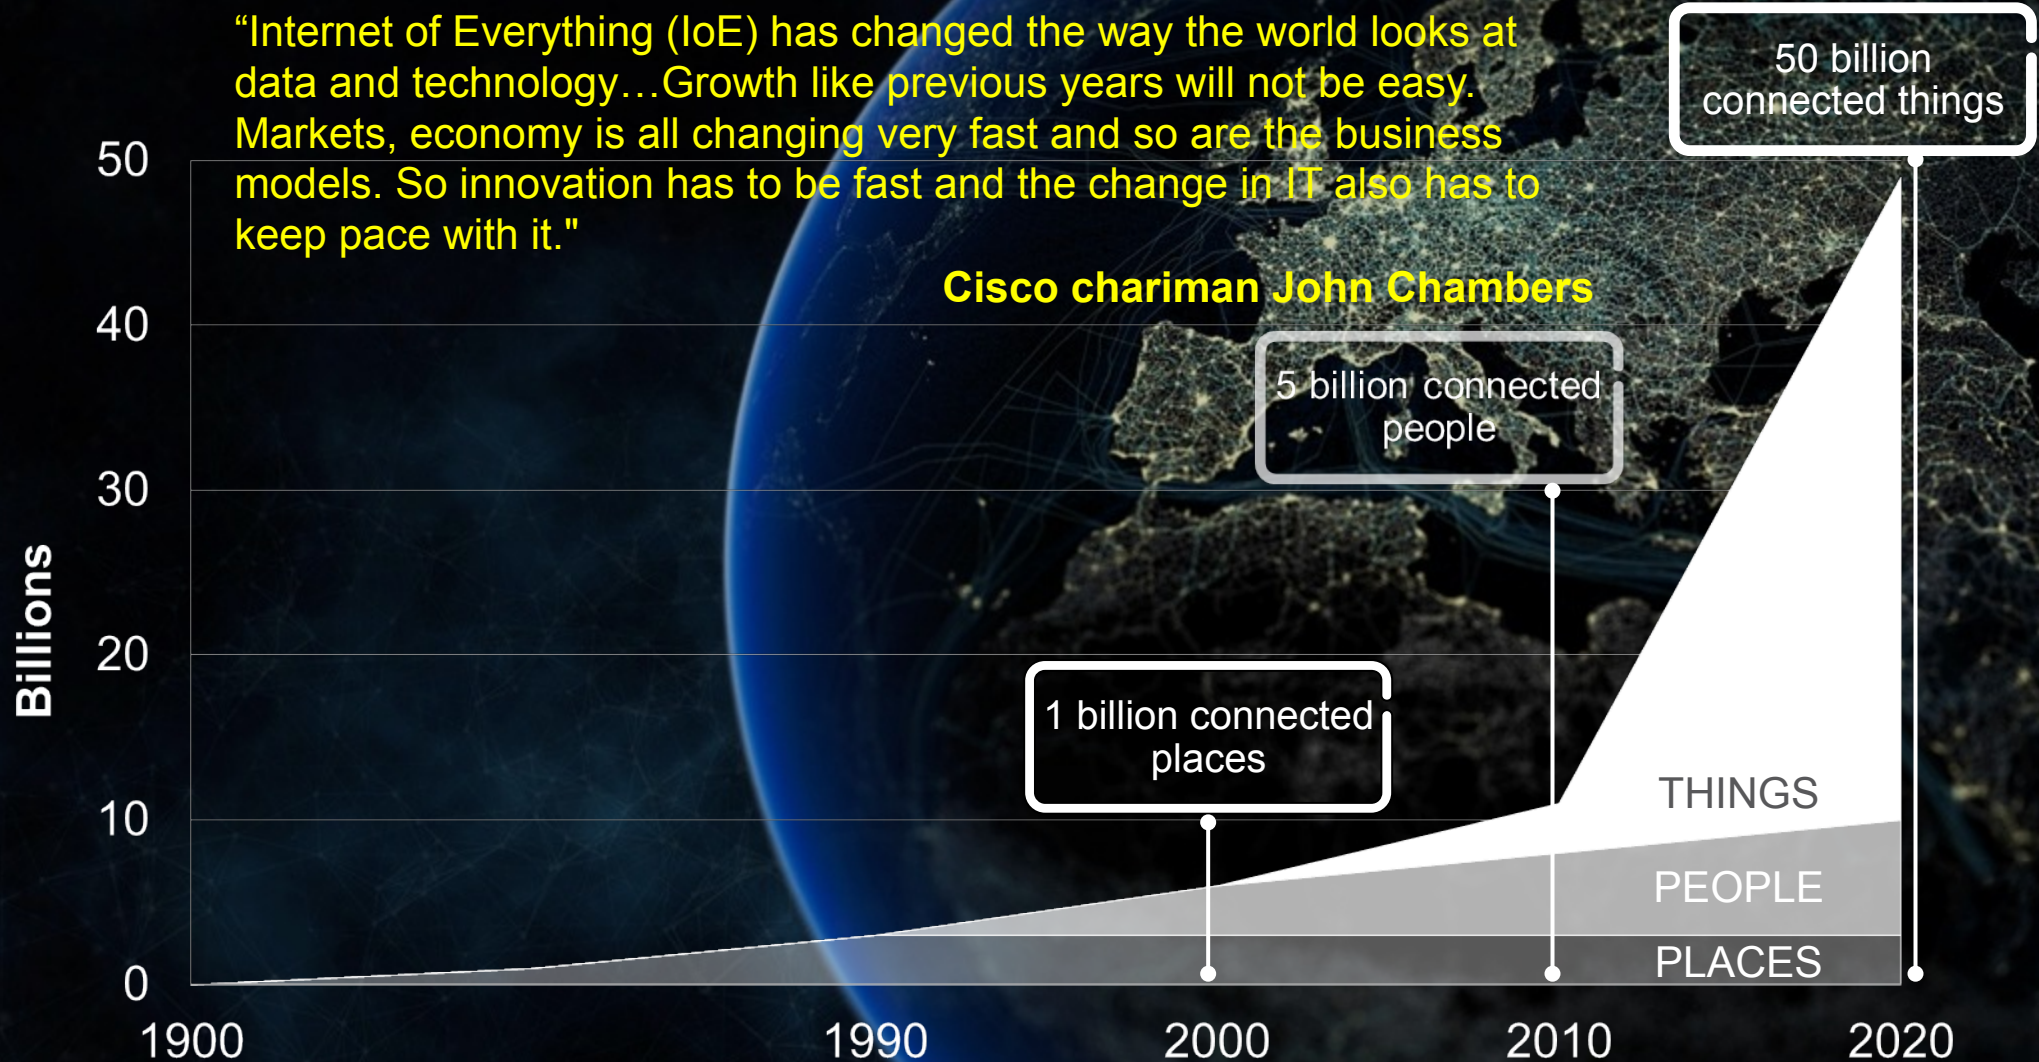 “Internet of Everything (IoE) has changed the way the world looks at
data and technology…Growth like previous years will not be easy.
Markets, economy is all changing very fast and so are the business
models. So innovation has to be fast and the change in IT also has to
keep pace with it."
Cisco chariman John Chambers
50 billion
connected things
5 billion connected
people
1 billion connected
places
Billions
50
40
30
20
10
0
THINGS
PEOPLE
PLACES
1900
1990
2000
2010
2020